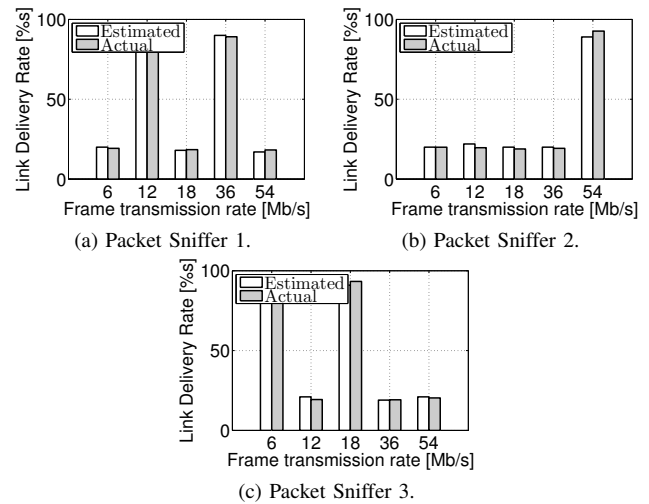 Link Delivery Rate [%s]
100
50
0
Estimated
Actual
6 12 18 36 54
Frame transmission rate [Mb/s]
(a) Packet Sniffer 1.
Link Delivery Rate [%s]
100
50
0
Estimated
Actual
6 12 18 36 54
Frame transmission rate [Mb/s]
(b) Packet Sniffer 2.
Link Delivery Rate [%s]
100
50
0
Estimated
Actual
6 12 18 36 54
Frame transmission rate [Mb/s]
(c) Packet Sniffer 3.